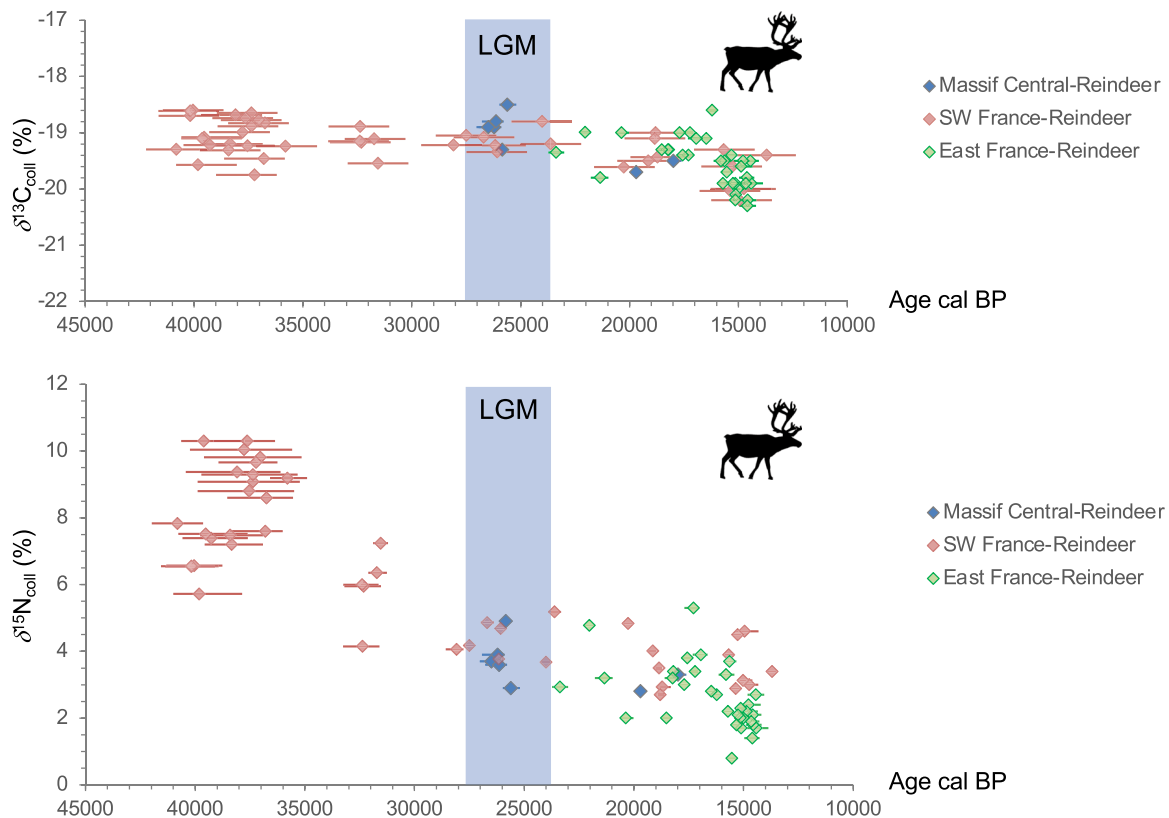 -17
-18
-19
-20
-21
-22
δ13Ccoll (%)
LGM
Massif Central-Reindeer
SW France-Reindeer
East France-Reindeer
45000 40000 35000 30000 25000 20000 15000 10000
Age cal BP
12
10
8
6
4
2
0
δ15Ncoll (%)
LGM
Massif Central-Reindeer
SW France-Reindeer
East France-Reindeer
45000 40000 35000 30000 25000 20000 15000 10000
Age cal BP